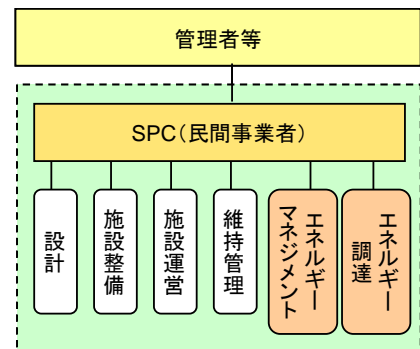 管理者等
SPC（民間事業者）
設計
施設整備
施設運営
維持管理
エネルギー
マネジメント
エネルギー
調達